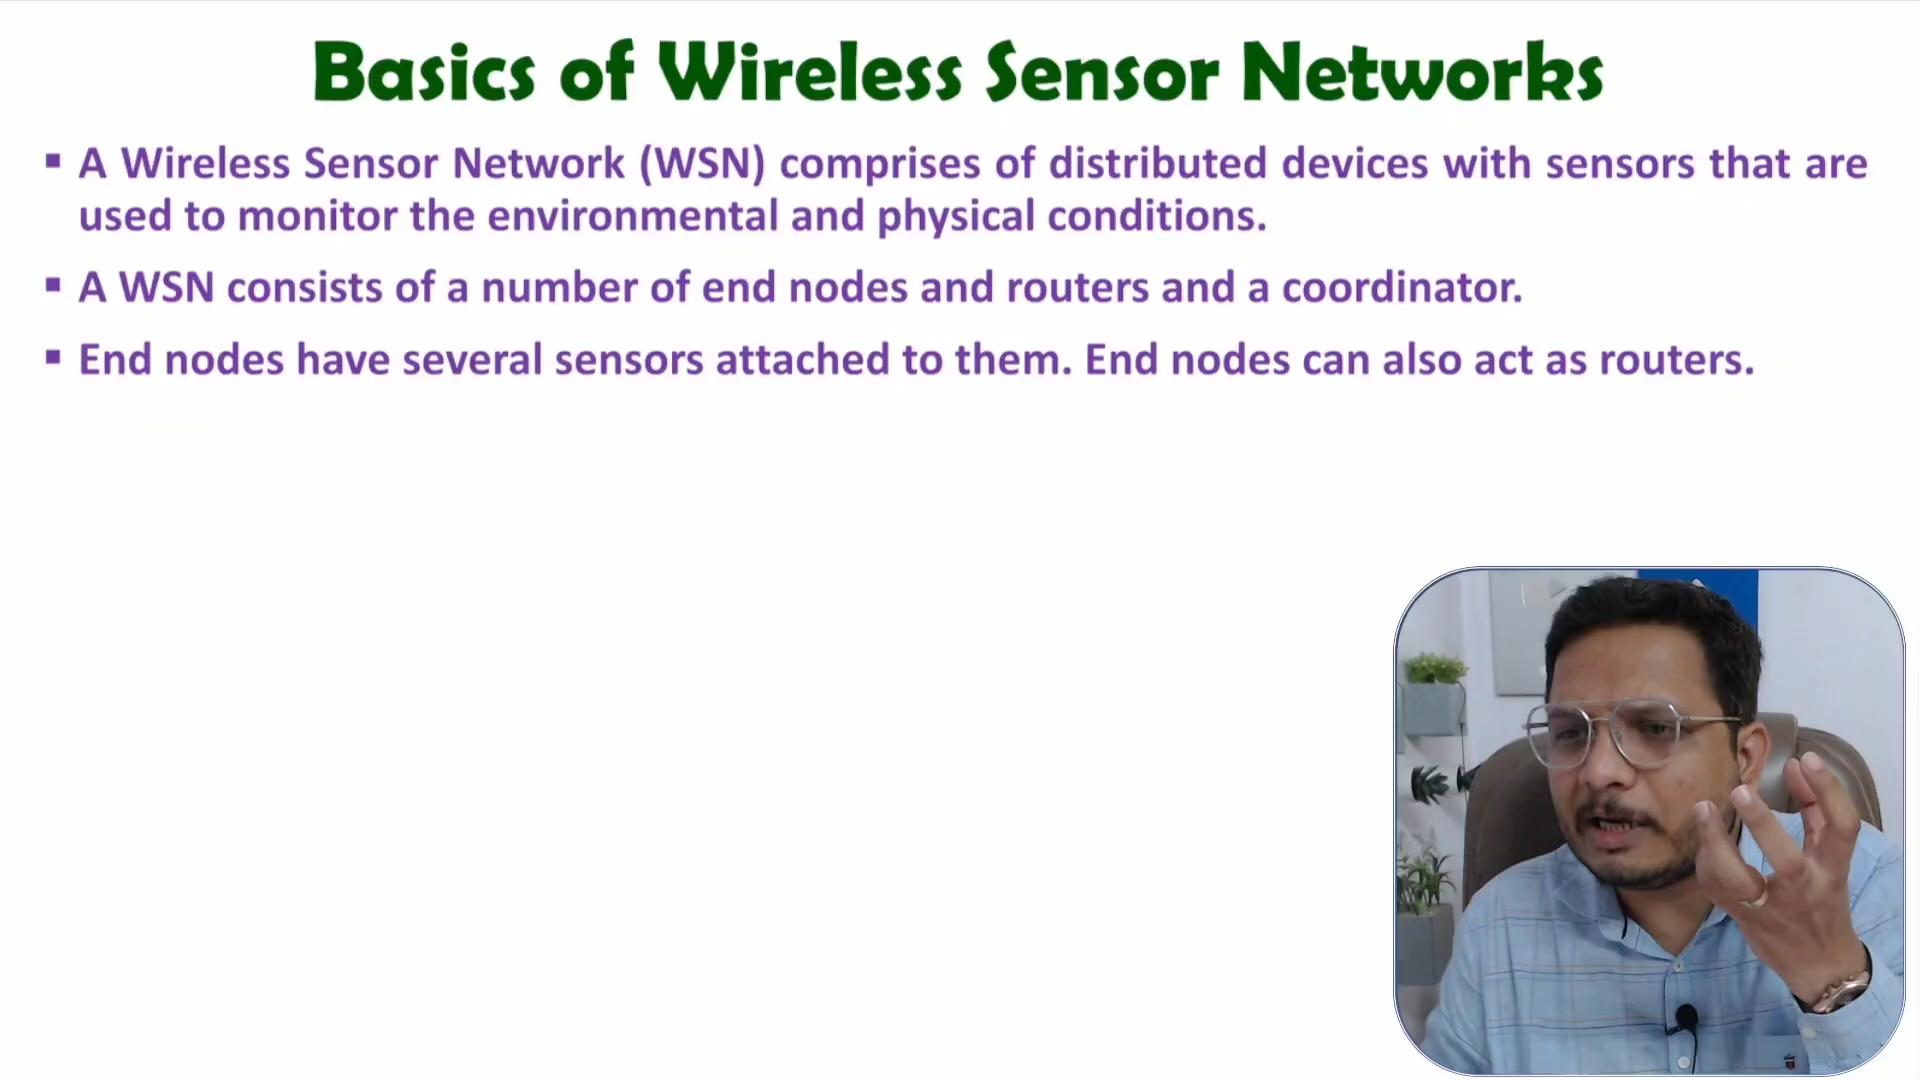 Basics of Wireless Sensor Networks
▪ A Wireless Sensor Network (WSN) comprises of distributed devices with sensors that are
used to monitor the environmental and physical conditions.
▪ A WSN consists of a number of end nodes and routers and a coordinator.
▪ End nodes have several sensors attached to them. End nodes can also act as routers.